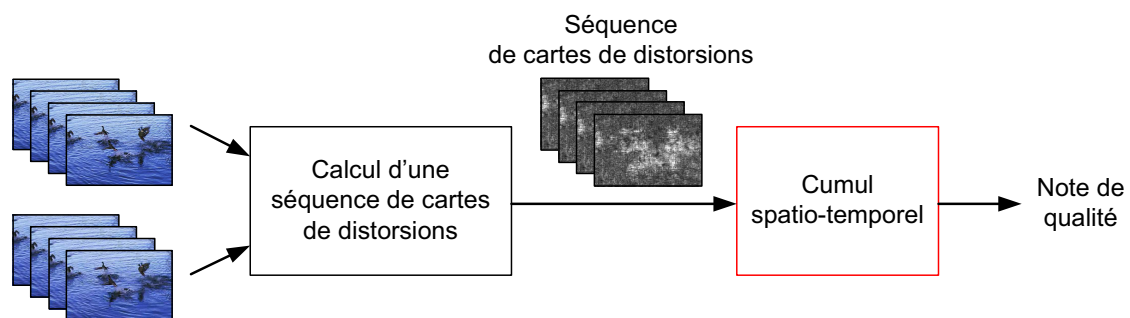 Séquence
de cartes de distorsions
Calcul d’une
séquence de cartes
de distorsions
Cumul
spatio-temporel
Note de
qualité